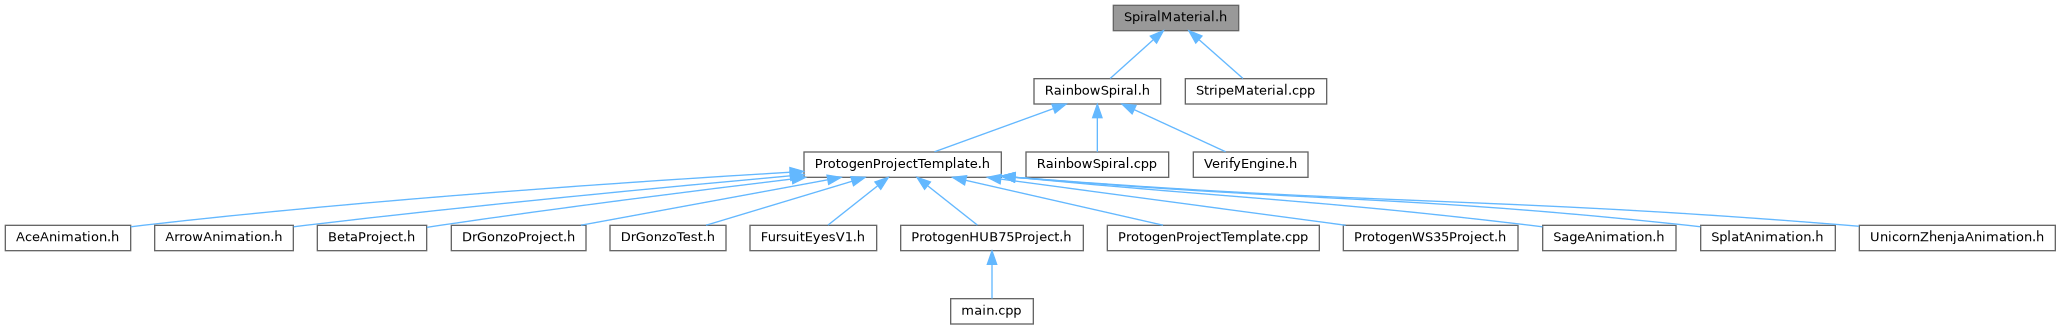 SpiralMaterial.h
RainbowSpiral.h
StripeMaterial.cpp
ProtogenProjectTemplate.h
RainbowSpiral.cpp
VerifyEngine.h
AceAnimation.h
ArrowAnimation.h
BetaProject.h
DrGonzoProject.h
DrGonzoTest.h
FursuitEyesV1.h
ProtogenHUB75Project.h
ProtogenProjectTemplate.cpp
ProtogenWS35Project.h
SageAnimation.h
SplatAnimation.h
UnicornZhenjaAnimation.h
main.cpp